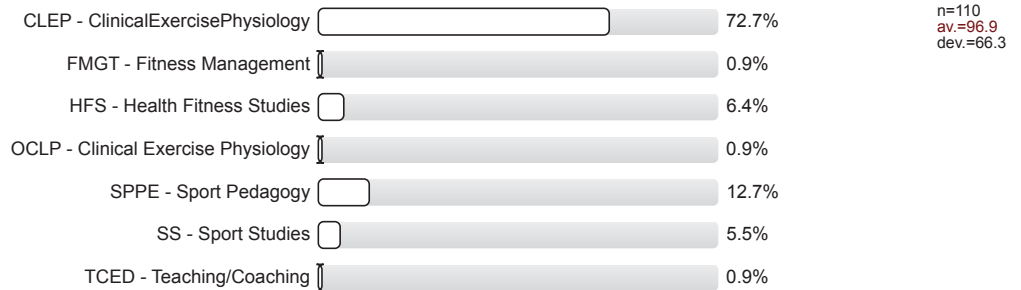 CLEP - ClinicalExercisePhysiology 72.7%
n=110
av.=96.9
dev.=66.3
FMGT - Fitness Management 0.9%
HFS - Health Fitness Studies 6.4%
OCLP - Clinical Exercise Physiology 0.9%
SPPE - Sport Pedagogy 12.7%
SS - Sport Studies 5.5%
TCED - Teaching/Coaching 0.9%